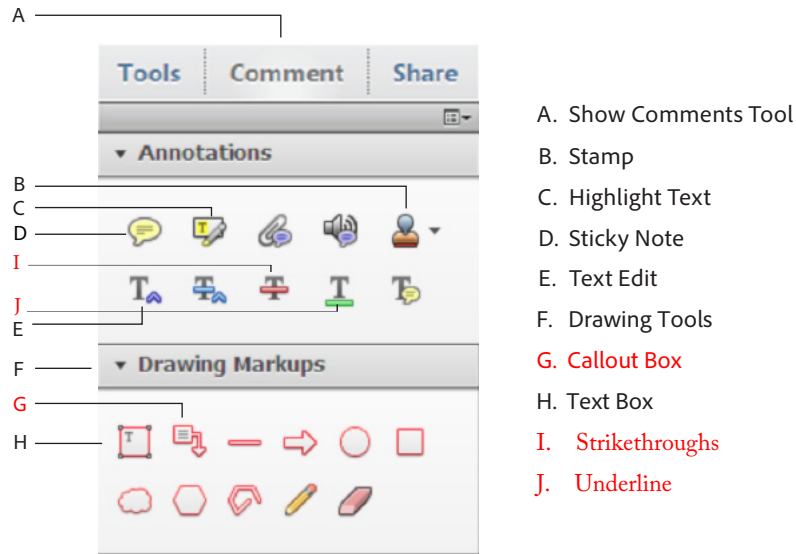 A
Tools Comment Share
Annotations
B
C
D
I
J
E
F
Drawing Markups
G
H
A. Show Comments Tool
B. Stamp
C. Highlight Text
D. Sticky Note
E. Text Edit
F. Drawing Tools
G. Callout Box
H. Text Box
I. Strikethroughs
J. Underline